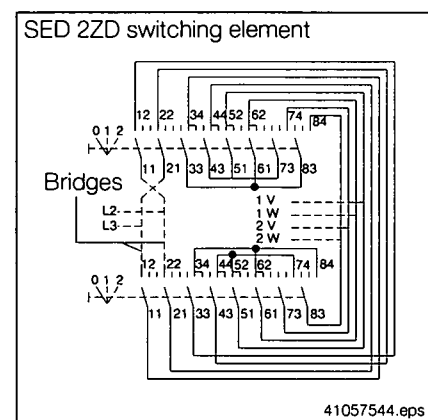 SED 2ZD switching element
12 22 34 44 52 62 74 84
0 1 2
11 21 33 43 51 61 73 83
Bridges
1 V
1 W
2 V
2 W
L2
L3
12 22 34 44 52 62 74 84
0 1 2
11 21 33 43 51 61 73 83
41057544.eps